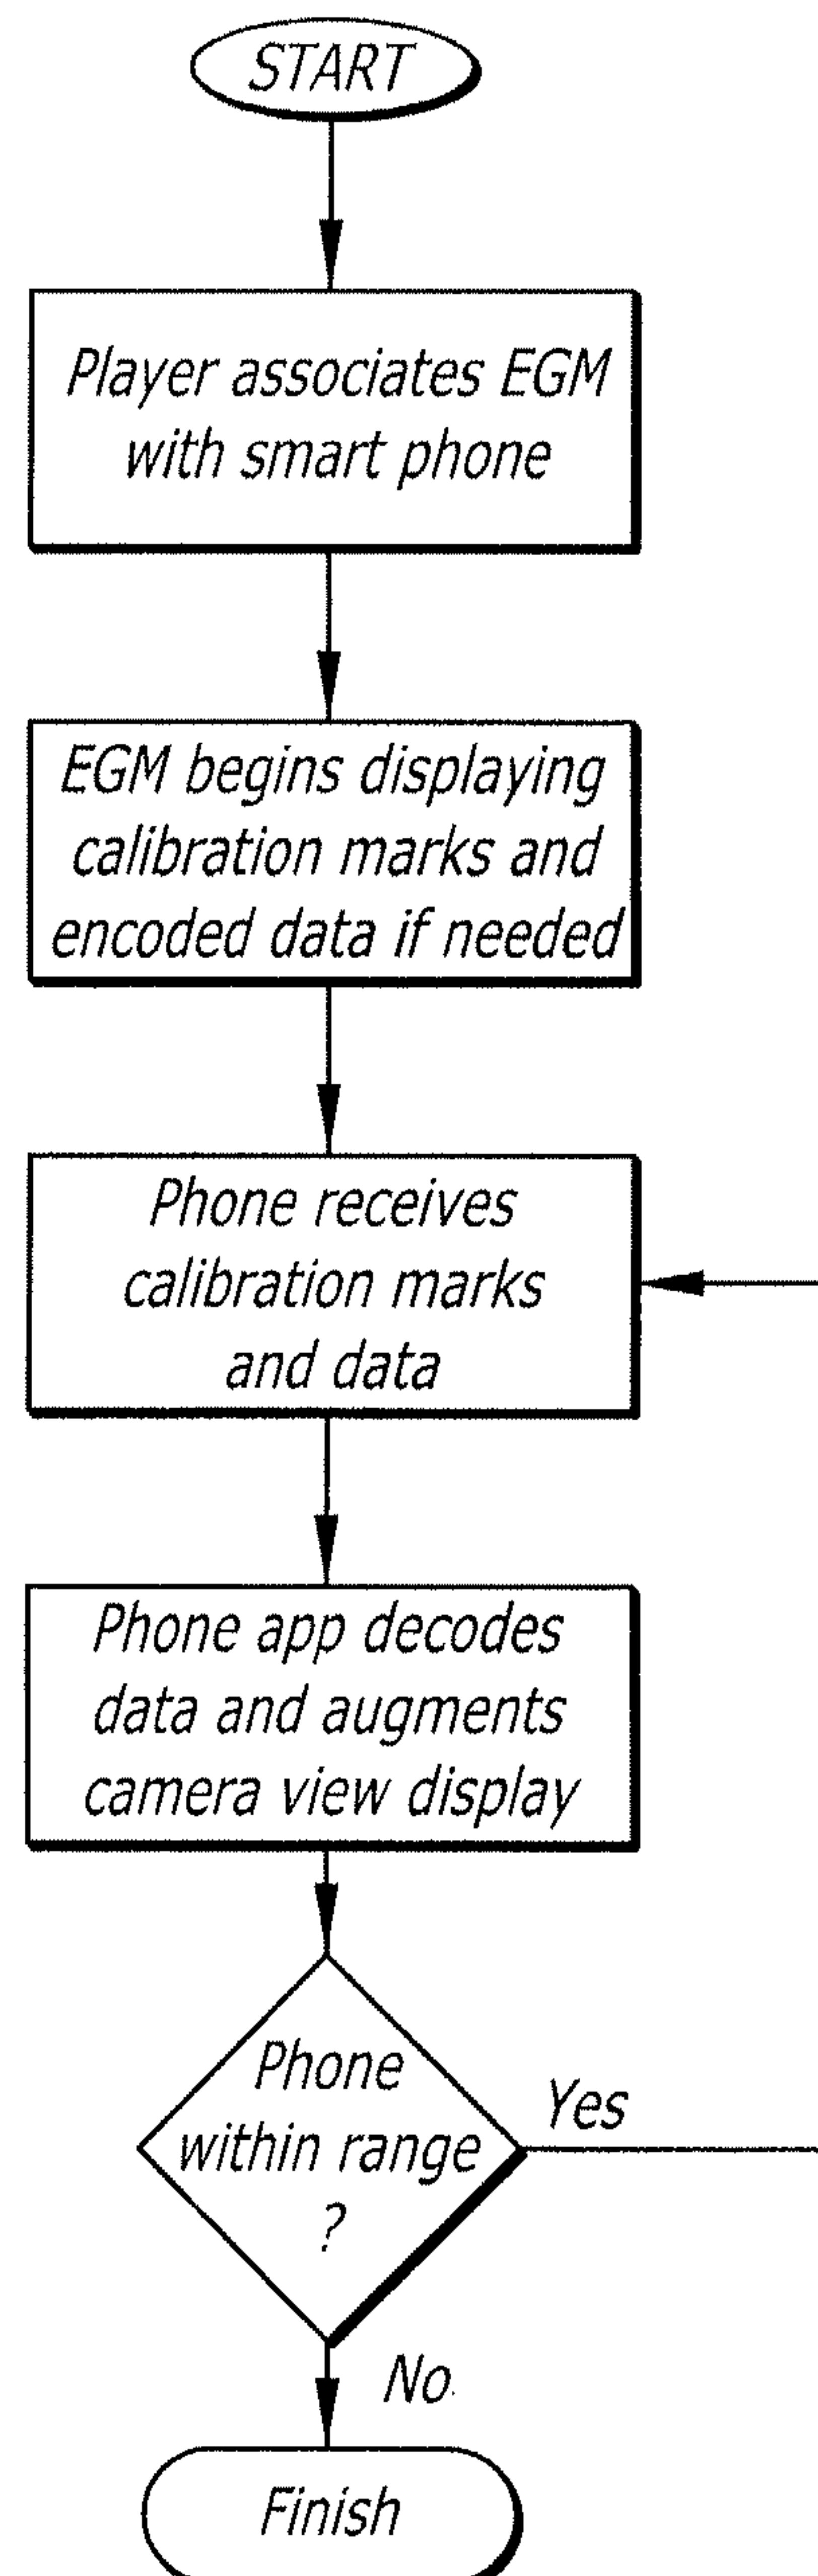 START
Player associates EGM
with smart phone
EGM begins displaying
calibration marks and
encoded data if needed
Phone receives
calibration marks
and data
Phone app decodes
data and augments
camera view display
Phone
within range
?
Yes
No
Finish